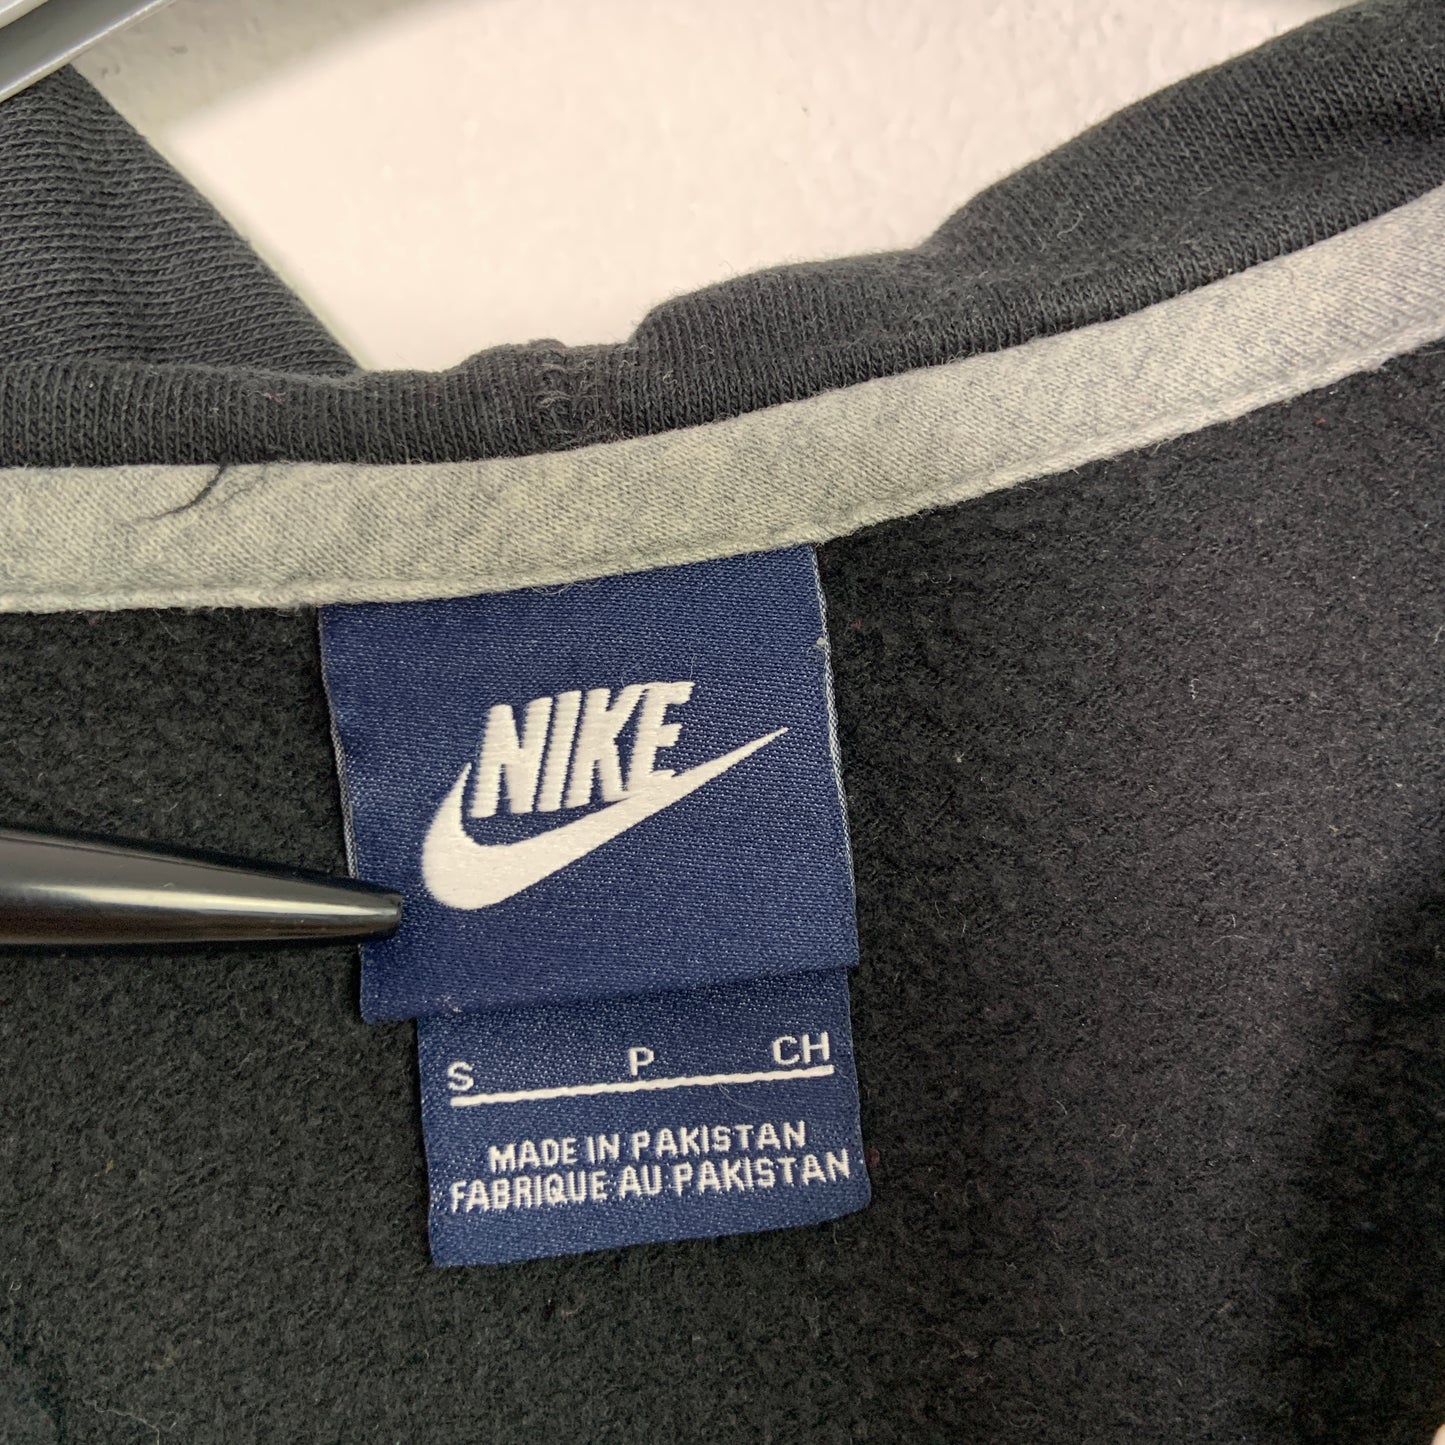 NIKE
S P CH
MADE IN PAKISTAN
FABRIQUE AU PAKISTAN